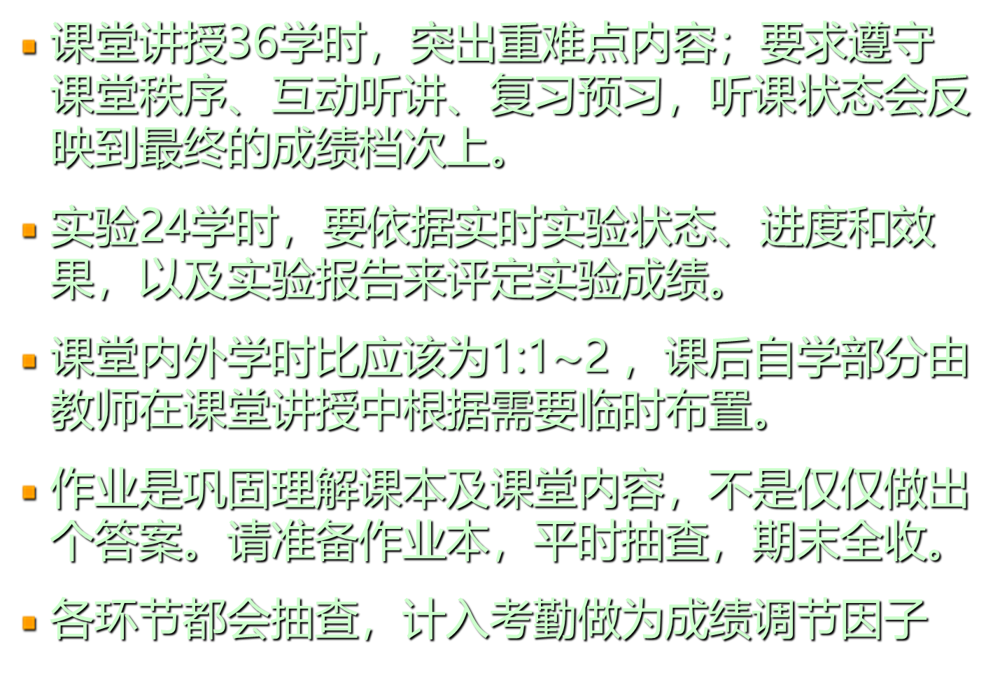 课堂讲授36学时，突出重难点内容；要求遵守
课堂秩序、互动听讲、复习预习，听课状态会反
映到最终的成绩档次上。
实验24学时，要依据实时实验状态、进度和效
果，以及实验报告来评定实验成绩。
课堂内外学时比应该为1:1~2 ，课后自学部分由
教师在课堂讲授中根据需要临时布置。
作业是巩固理解课本及课堂内容，不是仅仅做出
个答案。请准备作业本，平时抽查，期末全收。
各环节都会抽查，计入考勤做为成绩调节因子